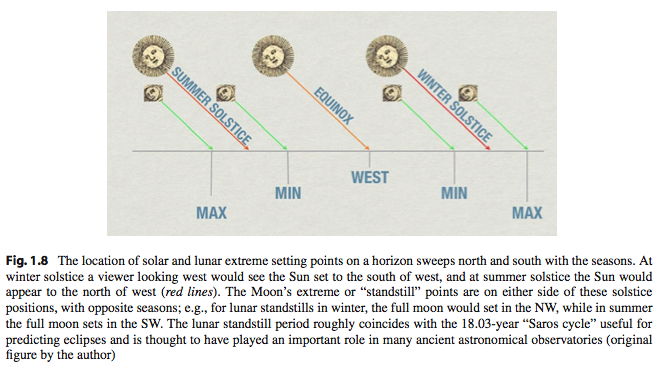 SUMMER SOLSTICE
EQUINOX
WINTER SOLSTICE
MAX
MIN
WEST
MIN
MAX
Fig. 1.8 The location of solar and lunar extreme setting points on a horizon sweeps north and south with the seasons. At
winter solstice a viewer looking west would see the Sun set to the south of west, and at summer solstice the Sun would
appear to the north of west (red lines). The Moon's extreme or "standstill" points are on either side of these solstice
positions, with opposite seasons; e.g., for lunar standstills in winter, the full moon would set in the NW, while in summer
the full moon sets in the SW. The lunar standstill period roughly coincides with the 18.03-year "Saros cycle" useful for
predicting eclipses and is thought to have played an important role in many ancient astronomical observatories (original
figure by the author)